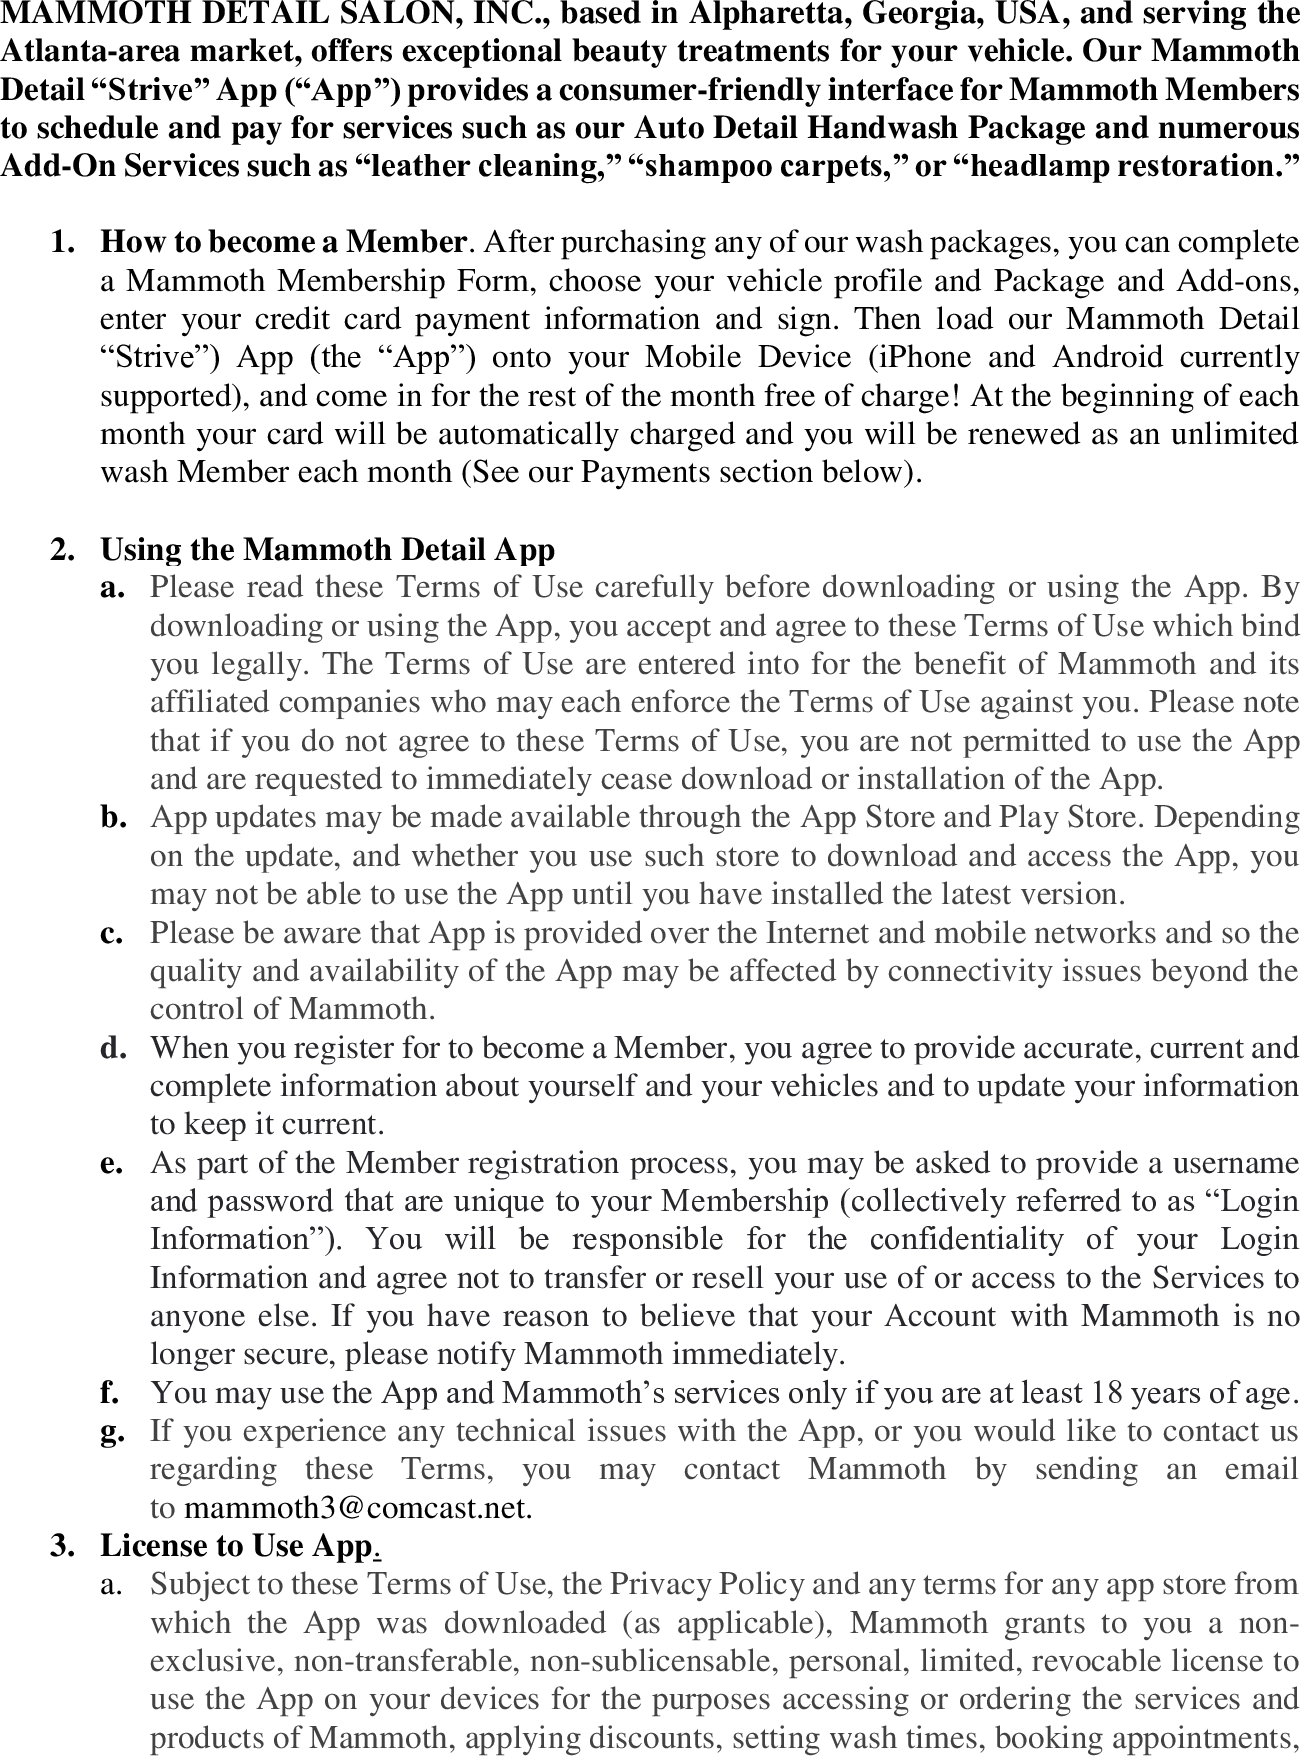 MAMMOTH DETAIL SALON, INC., based in Alpharetta, Georgia, USA, and serving the
Atlanta-area market, offers exceptional beauty treatments for your vehicle. Our Mammoth
Detail “Strive” App (“App”) provides a consumer-friendly interface for Mammoth Members
to schedule and pay for services such as our Auto Detail Handwash Package and numerous
Add-On Services such as “leather cleaning,” “shampoo carpets,” or “headlamp restoration.”
1. How to become a Member. After purchasing any of our wash packages, you can complete
a Mammoth Membership Form, choose your vehicle profile and Package and Add-ons,
enter your credit card payment information and sign. Then load our Mammoth Detail
“Strive”) App (the “App”) onto your Mobile Device (iPhone and Android currently
supported), and come in for the rest of the month free of charge! At the beginning of each
month your card will be automatically charged and you will be renewed as an unlimited
wash Member each month (See our Payments section below).
2. Using the Mammoth Detail App
a. Please read these Terms of Use carefully before downloading or using the App. By
downloading or using the App, you accept and agree to these Terms of Use which bind
you legally. The Terms of Use are entered into for the benefit of Mammoth and its
affiliated companies who may each enforce the Terms of Use against you. Please note
that if you do not agree to these Terms of Use, you are not permitted to use the App
and are requested to immediately cease download or installation of the App.
b. App updates may be made available through the App Store and Play Store. Depending
on the update, and whether you use such store to download and access the App, you
may not be able to use the App until you have installed the latest version.
c. Please be aware that App is provided over the Internet and mobile networks and so the
quality and availability of the App may be affected by connectivity issues beyond the
control of Mammoth.
d. When you register for to become a Member, you agree to provide accurate, current and
complete information about yourself and your vehicles and to update your information
to keep it current.
e. As part of the Member registration process, you may be asked to provide a username
and password that are unique to your Membership (collectively referred to as “Login
Information”). You will be responsible for the confidentiality of your Login
Information and agree not to transfer or resell your use of or access to the Services to
anyone else. If you have reason to believe that your Account with Mammoth is no
longer secure, please notify Mammoth immediately.
f. You may use the App and Mammoth’s services only if you are at least 18 years of age.
g. If you experience any technical issues with the App, or you would like to contact us
regarding these Terms, you may contact Mammoth by sending an email
to mammoth3@comcast.net.
3. License to Use App.
a. Subject to these Terms of Use, the Privacy Policy and any terms for any app store from
which the App was downloaded (as applicable), Mammoth grants to you a non-
exclusive, non-transferable, non-sublicensable, personal, limited, revocable license to
use the App on your devices for the purposes accessing or ordering the services and
products of Mammoth, applying discounts, setting wash times, booking appointments,